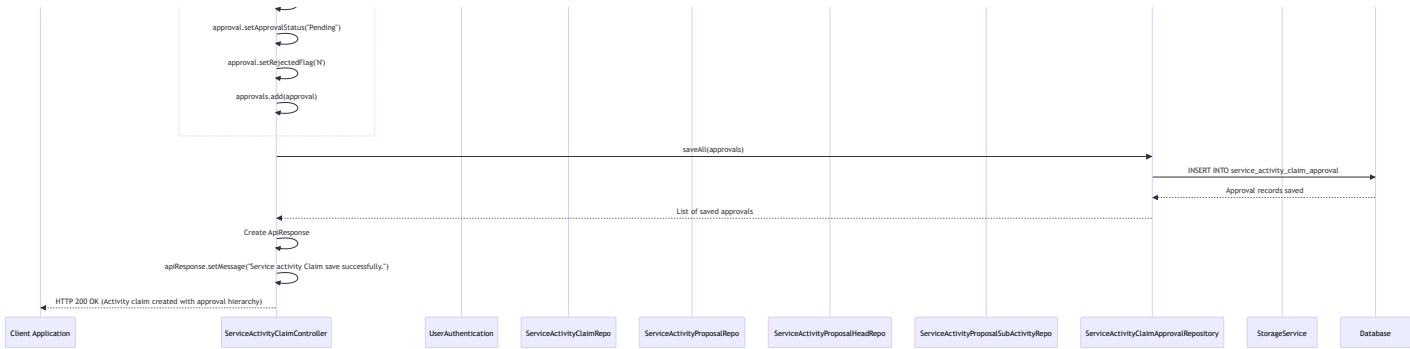 approval.setApprovalStatus("Pending")
approval.setRejectedFlag('N')
approvals.add(approval)
saveAll(approvals)
INSERT INTO service_activity_claim_approval
Approval records saved
List of saved approvals
Create ApiResponse
apiResponse.setMessage("Service activity Claim save successfully.")
HTTP 200 OK (Activity claim created with approval hierarchy)
Client Application
ServiceActivityClaimController
UserAuthentication
ServiceActivityClaimRepo
ServiceActivityProposalRepo
ServiceActivityProposalHeadRepo
ServiceActivityProposalSubActivityRepo
ServiceActivityClaimApprovalRepository
StorageService
Database